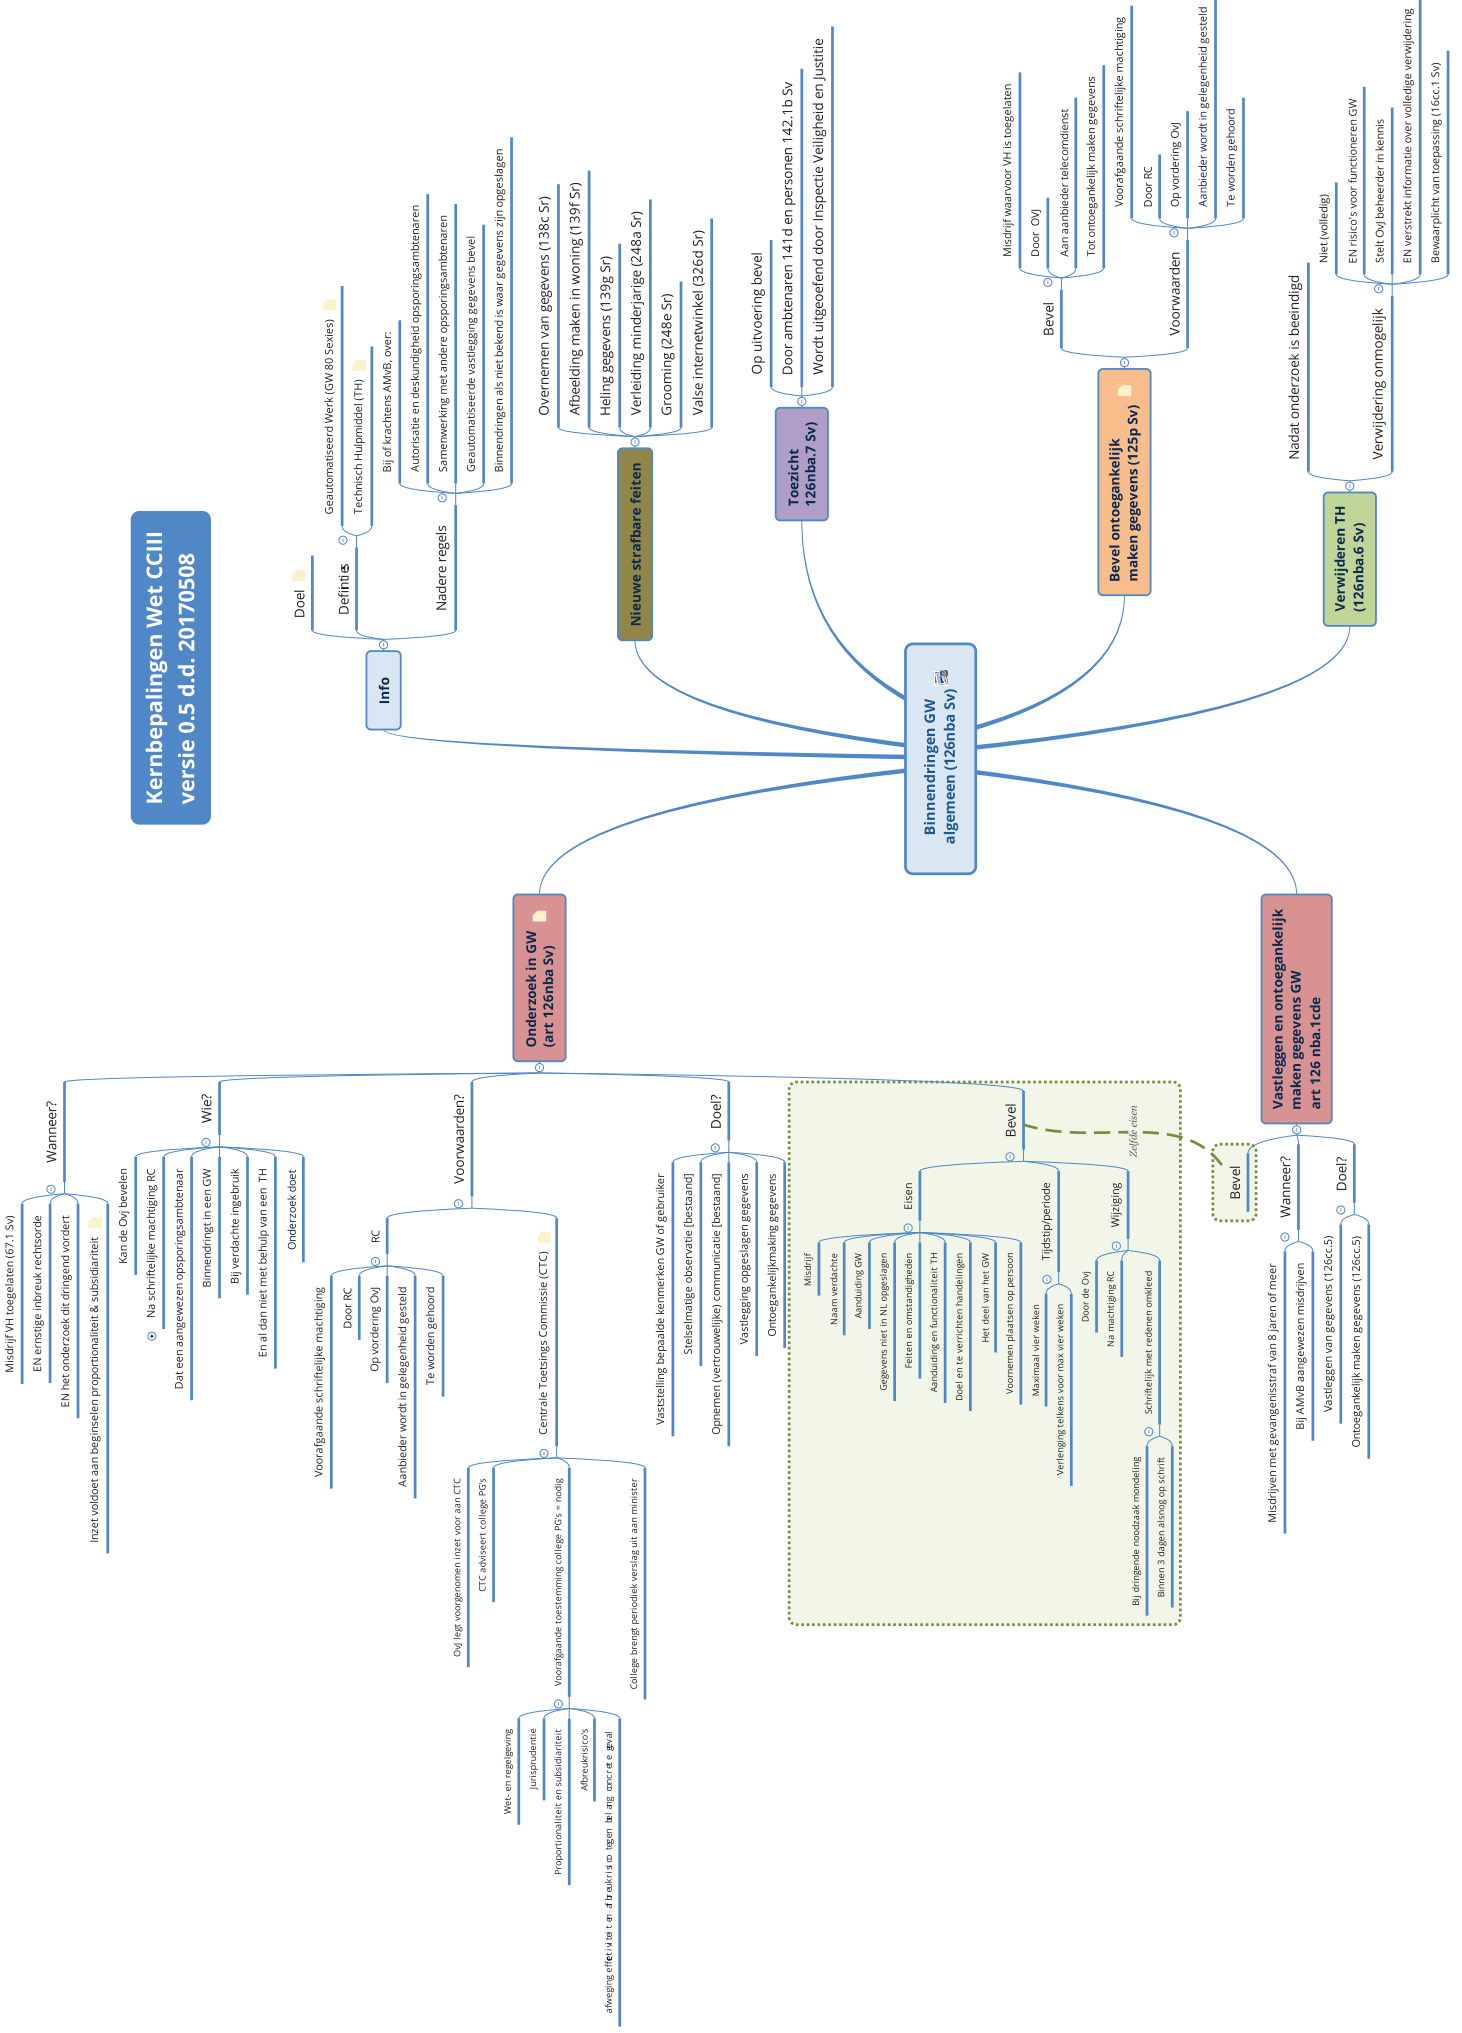 Kernbepalingen Wet CCIII
versie 0.5 d.d. 20170508
Binnendringen GW
algemeen (126nba Sv)
Onderzoek in GW
(art 126nba Sv)
Wanneer?
Misdrijf VH toegelaten (67.1 Sv)
EN ernstige inbreuk rechtsorde
EN het onderzoek dit dringend vordert
Inzet voldoet aan beginselen proportionaliteit & subsidiariteit
Wie?
Kan de Ovj bevelen
Na schriftelijke machtiging RC
Dat een aangewezen opsporingsambtenaar
Binnendringt in een GW
Bij verdachte ingebruik
En al dan niet met behulp van een TH
Onderzoek doet
Voorwaarden?
RC
Voorafgaande schriftelijke machtiging
Door RC
Op vordering OvJ
Aanbieder wordt in gelegenheid gesteld
Te worden gehoord
Centrale Toetsings Commissie (CTC)
OvJ legt voorgenomen inzet voor aan CTC
CTC adviseert college PG's
Voorafgaande toestemming college PG's = nodig
Wet- en regelgeving
Jurisprudentie
Proportionaliteit en subsidiariteit
Afbreukrisico's
afweging effectiviteit en afbreukrisico tegen belang concrete geval
College brengt periodiek verslag uit aan minister
Doel?
Vaststelling bepaalde kenmerken GW of gebruiker
Stelselmatige observatie [bestaand]
Opnemen (vertrouwelijke) communicatie [bestaand]
Vastlegging opgeslagen gegevens
Ontoegankelijkmaking gegevens
Bevel
Eisen
Misdrijf
Naam verdachte
Aanduiding GW
Gegevens niet in NL opgeslagen
Feiten en omstandigheden
Aanduiding en functionaliteit TH
Doel en te verrichten handelingen
Het deel van het GW
Voornemen plaatsen op persoon
Tijdstip/periode
Maximaal vier weken
Verlenging telkens voor max vier weken
Wijziging
Door de OvJ
Na machtiging RC
Schriftelijk met redenen omkleed
Bij dringende noodzaak mondeling
Binnen 3 dagen alsnog op schrift
Zelfde eisen
Vastleggen en ontoegankelijk
maken gegevens GW
art 126 nba.1cde
Bevel
Wanneer?
Misdrijven met gevangenisstraf van 8 jaren of meer
Bij AMvB aangewezen misdrijven
Doel?
Vastleggen van gegevens (126cc.5)
Ontoegankelijk maken gegevens (126cc.5)
Info
Doel
Definties
Geautomatiseerd Werk (GW 80 Sexies)
Technisch Hulpmiddel (TH)
Nadere regels
Bij of krachtens AMvB, over:
Autorisatie en deskundigheid opsporingsambtenaren
Samenwerking met andere opsporingsambtenaren
Geautomatiseerde vastlegging gegevens bevel
Binnendringen als niet bekend is waar gegevens zijn opgeslagen
Nieuwe strafbare feiten
Overnemen van gegevens (138c Sr)
Afbeelding maken in woning (139f Sr)
Heling gegevens (139g Sr)
Verleiding minderjarige (248a Sr)
Grooming (248e Sr)
Valse internetwinkel (326d Sr)
Toezicht
126nba.7 Sv)
Op uitvoering bevel
Door ambtenaren 141d en personen 142.1b Sv
Wordt uitgeoefend door Inspectie Veiligheid en Justitie
Bevel ontoegankelijk
maken gegevens (125p Sv)
Bevel
Misdrijf waarvoor VH is toegelaten
Door OVJ
Aan aanbieder telecomdienst
Tot ontoegankelijk maken gegevens
Voorwaarden
Voorafgaande schriftelijke machtiging
Door RC
Op vordering OvJ
Aanbieder wordt in gelegenheid gesteld
Te worden gehoord
Verwijderen TH
(126nba.6 Sv)
Nadat onderzoek is beeindigd
Verwijdering onmogelijk
Niet (volledig)
EN risico's voor functioneren GW
Stelt OvJ beheerder in kennis
EN verstrekt informatie over volledige verwijdering
Bewaarplicht van toepassing (16cc.1 Sv)